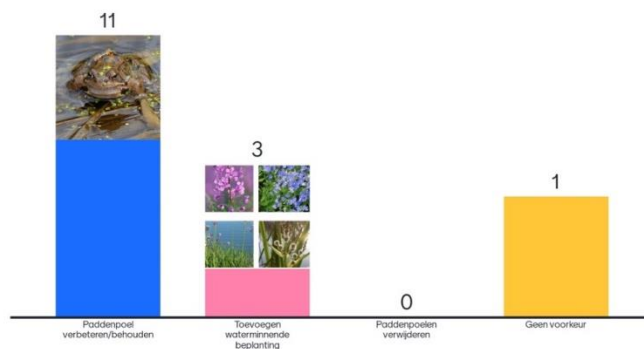 11
3
0
1
Paddenpoel
verbeteren/behouden
Toevoegen
waterminnende
beplanting
Paddenpoelen
verwijderen
Geen voorkeur